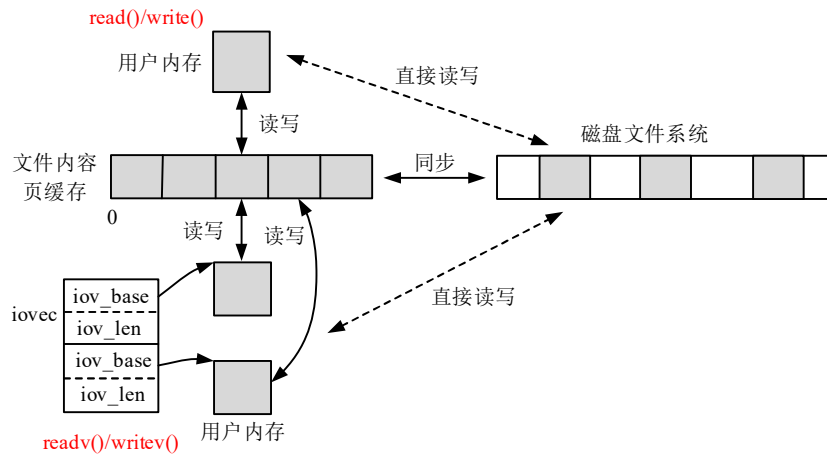 read()/write()
用户内存
直接读写
读写
磁盘文件系统
文件内容
页缓存
同步
0
读写
读写
直接读写
iovec
iov_base
iov_len
iov_base
iov_len
用户内存
readv()/writev()